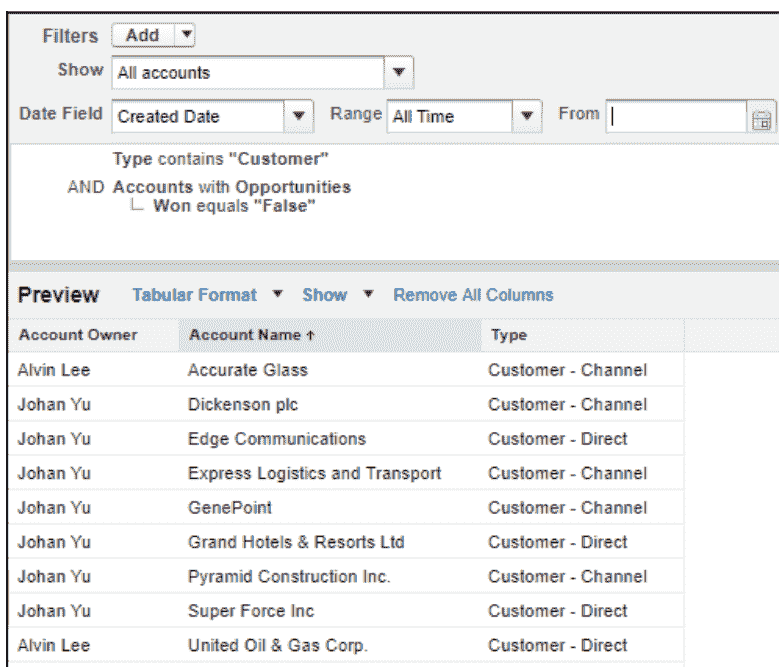 Filters Add
Show All accounts
Date Field Created Date Range All Time From
Type contains "Customer"
AND Accounts with Opportunities
Won equals "False"
Preview Tabular Format Show Remove All Columns
Account Owner Account Name ↑ Type
Alvin Lee Accurate Glass Customer - Channel
Johan Yu Dickenson plc Customer - Channel
Johan Yu Edge Communications Customer - Direct
Johan Yu Express Logistics and Transport Customer - Channel
Johan Yu GenePoint Customer - Channel
Johan Yu Grand Hotels & Resorts Ltd Customer - Direct
Johan Yu Pyramid Construction Inc. Customer - Channel
Johan Yu Super Force Inc Customer - Direct
Alvin Lee United Oil & Gas Corp. Customer - Direct